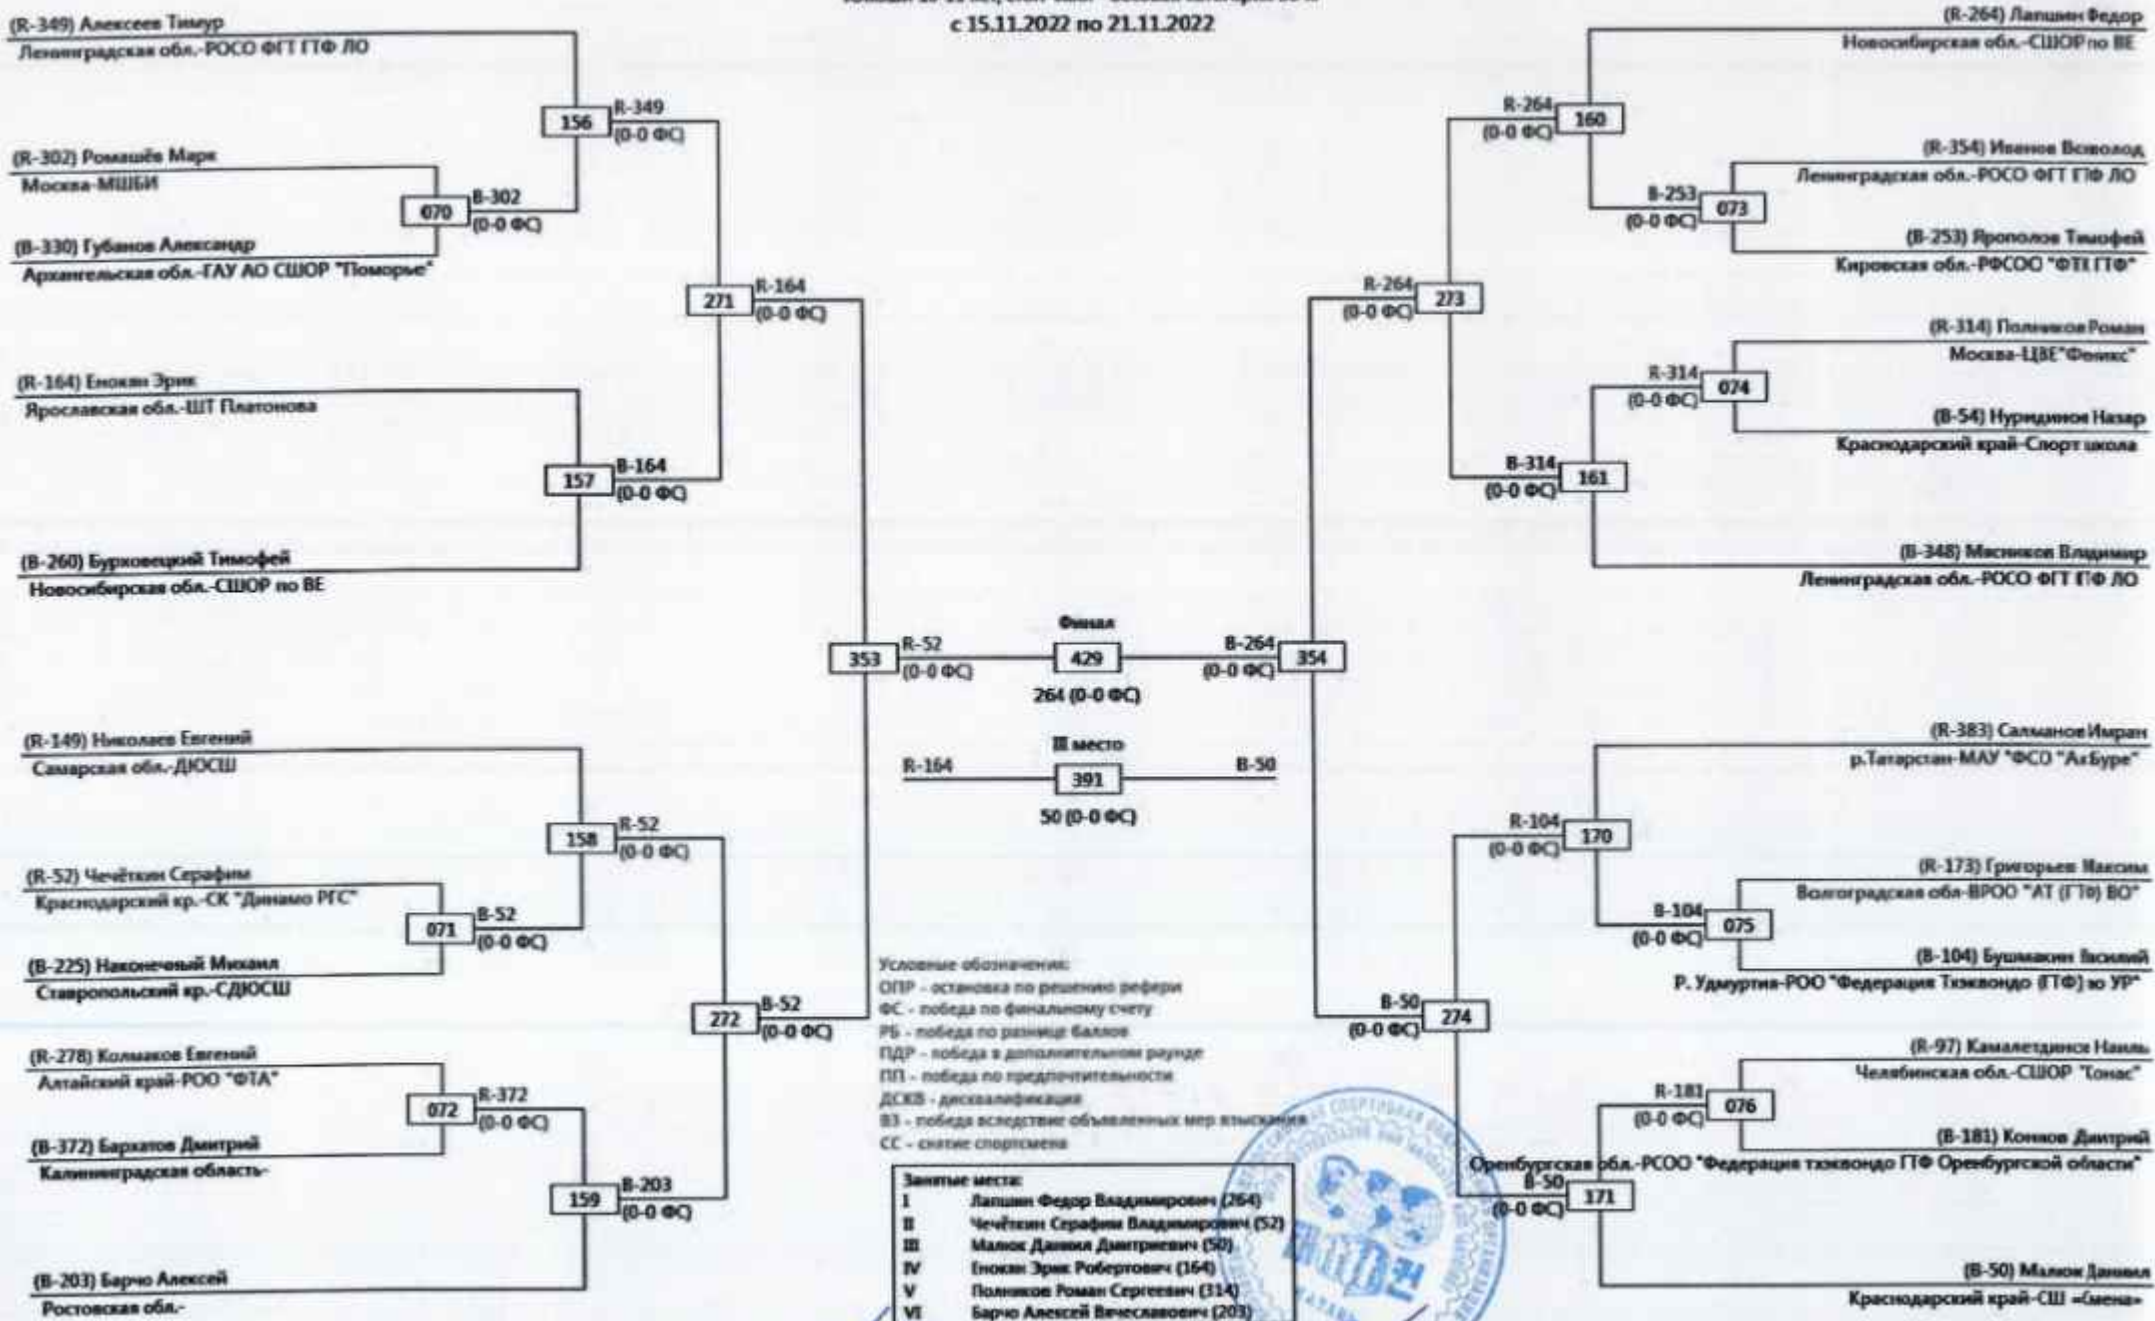 с 15.11.2022 по 21.11.2022
(R-349) Алексеев Тимур
Ленинградская обл.-РОСО ФГТ ГТФ ЛО
156
R-349
(0-0 ФС)
(R-302) Ромашёв Марк
Москва-МШБИ
070
B-302
(0-0 ФС)
(B-330) Губанов Александр
Архангельская обл.-ГАУ АО СШОР "Поморье"
271
R-164
(0-0 ФС)
(R-164) Енокян Эрик
Ярославская обл.-ШТ Платонова
157
B-164
(0-0 ФС)
(B-260) Бурховецкий Тимофей
Новосибирская обл.-СШОР по ВЕ
353
R-52
(0-0 ФС)
(R-149) Николаев Евгений
Самарская обл.-ДЮСШ
158
R-52
(0-0 ФС)
(R-52) Чечёткин Серафим
Краснодарский кр.-СК "Динамо РГС"
071
B-52
(0-0 ФС)
(B-225) Наконечный Михаил
Ставропольский кр.-СДЮСШ
272
B-52
(0-0 ФС)
(R-278) Колмаков Евгений
Алтайский край-РОО "ФТА"
072
R-372
(0-0 ФС)
(B-372) Бархатов Дмитрий
Калининградская область-
159
B-203
(0-0 ФС)
(B-203) Барчо Алексей
Ростовская обл.-
Финал
429
264 (0-0 ФС)
III место
R-164
391
B-50
50 (0-0 ФС)
(R-264) Лапшин Федор
Новосибирская обл.-СШОР по ВЕ
R-264
(0-0 ФС)
160
(R-354) Иванов Всеволод
Ленинградская обл.-РОСО ФГТ ГТФ ЛО
B-253
(0-0 ФС)
073
(B-253) Ярополов Тимофей
Кировская обл.-РФСОО "ФТК ГТФ"
R-264
(0-0 ФС)
273
(R-314) Полников Роман
Москва-ЦВЕ"Феникс"
R-314
(0-0 ФС)
074
(B-54) Нуридинов Назар
Краснодарский край-Спорт школа
B-314
(0-0 ФС)
161
(B-348) Мясников Владимир
Ленинградская обл.-РОСО ФГТ ГТФ ЛО
B-264
(0-0 ФС)
354
(R-383) Салманов Имран
р.Татарстан-МАУ "ФСО "АкБуре"
R-104
(0-0 ФС)
170
(R-173) Григорьев Максим
Волгоградская обл-ВРОО "АТ (ГТФ) ВО"
B-104
(0-0 ФС)
075
(B-104) Бушмакин Василий
Р. Удмуртия-РОО "Федерация Тхэквондо (ГТФ) по УР"
B-50
(0-0 ФС)
274
(R-97) Камалетдинов Наиль
Челябинская обл.-СШОР "Конас"
R-181
(0-0 ФС)
076
(B-181) Конков Дмитрий
Оренбургская обл.-РСОО "Федерация тхэквондо ГТФ Оренбургской области"
B-50
(0-0 ФС)
171
(B-50) Малюк Даниил
Краснодарский край-СШ «Смена»
Условные обозначения:
ОПР - остановка по решению рефери
ФС - победа по финальному счету
РБ - победа по разнице баллов
ПДР - победа в дополнительном раунде
ПП - победа по предпочтительности
ДСКВ - дисквалификация
ВЗ - победа вследствие объявленных мер взыскания
СС - снятие спортсмена
Занятые места:
I Лапшин Федор Владимирович (264)
II Чечёткин Серафим Владимирович (52)
III Малюк Даниил Дмитриевич (50)
IV Енокян Эрик Робертович (164)
V Полников Роман Сергеевич (314)
VI Барчо Алексей Вячеславович (203)